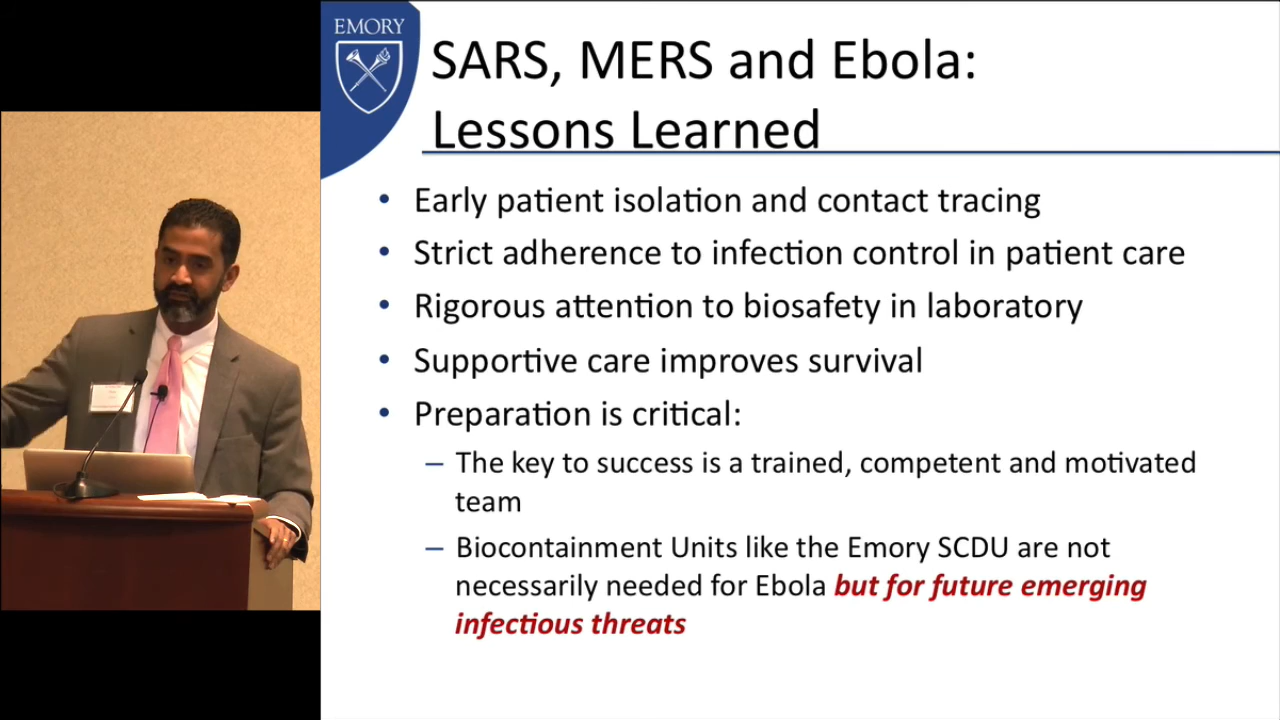 EMORY
SARS, MERS and Ebola:
Lessons Learned
• Early patient isolation and contact tracing
• Strict adherence to infection control in patient care
• Rigorous attention to biosafety in laboratory
• Supportive care improves survival
• Preparation is critical:
– The key to success is a trained, competent and motivated
team
– Biocontainment Units like the Emory SCDU are not
necessarily needed for Ebola but for future emerging
infectious threats